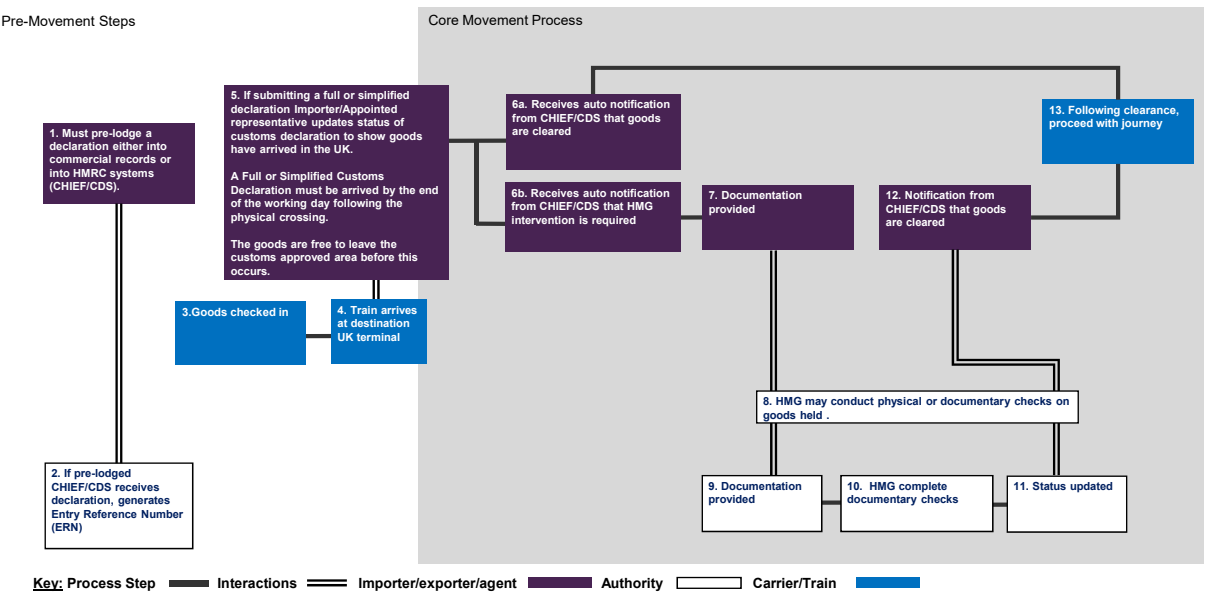 Pre-Movement Steps
Core Movement Process
1. Must pre-lodge a
declaration either into
commercial records or
into HMRC systems
(CHIEF/CDS).
2. If pre-lodged
CHIEF/CDS receives
declaration, generates
Entry Reference Number
(ERN)
3.Goods checked in
4. Train arrives
at destination
UK terminal
5. If submitting a full or simplified
declaration Importer/Appointed
representative updates status of
customs declaration to show goods
have arrived in the UK.
A Full or Simplified Customs
Declaration must be arrived by the end
of the working day following the
physical crossing.
The goods are free to leave the
customs approved area before this
occurs.
6a. Receives auto notification
from CHIEF/CDS that goods
are cleared
6b. Receives auto notification
from CHIEF/CDS that HMG
intervention is required
7. Documentation
provided
8. HMG may conduct physical or documentary checks on
goods held .
9. Documentation
provided
10. HMG complete
documentary checks
11. Status updated
12. Notification from
CHIEF/CDS that goods
are cleared
13. Following clearance,
proceed with journey
Key: Process Step Interactions Importer/exporter/agent Authority Carrier/Train